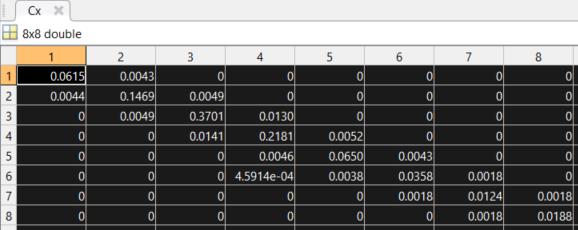 Cx
8x8 double
1 2 3 4 5 6 7 8
1 0.0615 0.0043 0 0 0 0 0 0
2 0.0044 0.1469 0.0049 0 0 0 0 0
3 0 0.0049 0.3701 0.0130 0 0 0 0
4 0 0 0.0141 0.2181 0.0052 0 0 0
5 0 0 0 0.0046 0.0650 0.0043 0 0
6 0 0 0 4.5914e-04 0.0038 0.0358 0.0018 0
7 0 0 0 0 0 0.0018 0.0124 0.0018
8 0 0 0 0 0 0 0.0018 0.0188